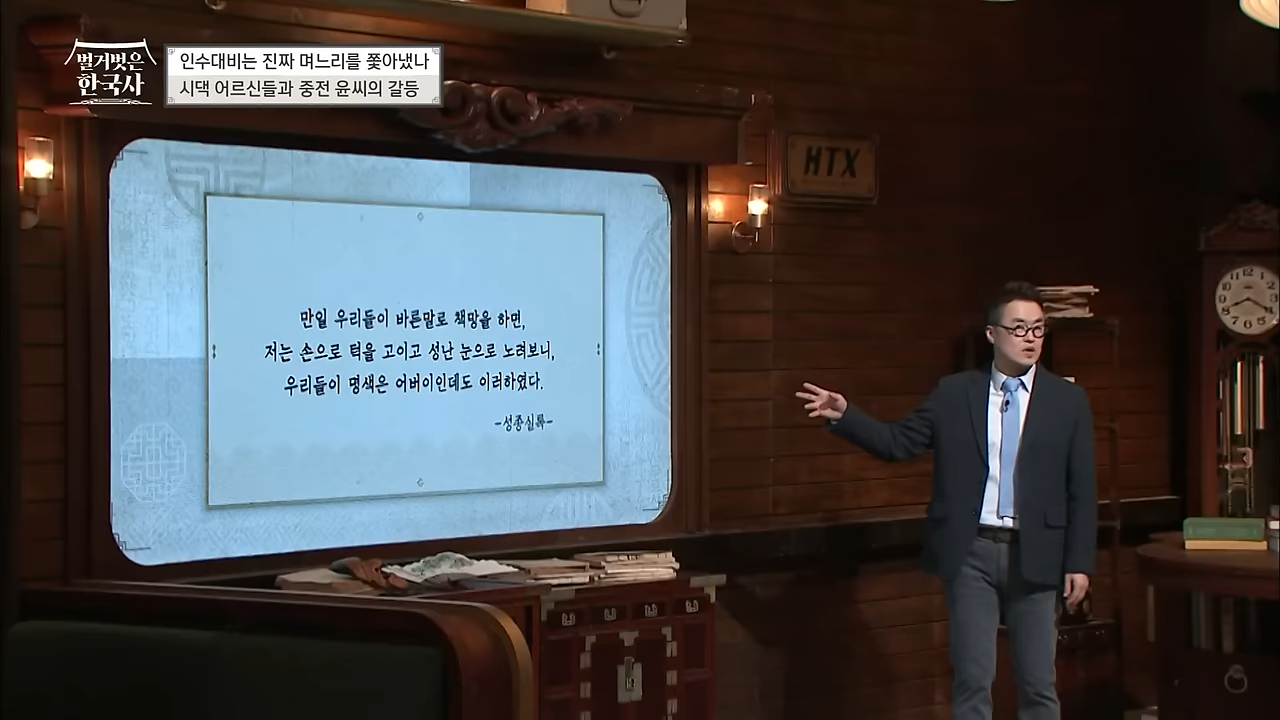 벌거벗은
한국사
인수대비는 진짜 며느리를 쫓아냈나
시댁 어르신들과 중전 윤씨의 갈등
HTX
만일 우리들이 바른말로 책망을 하면,
저는 손으로 턱을 고이고 성난 눈으로 노려보니,
우리들이 명색은 어버이인데도 이러하였다.
-성종실록-